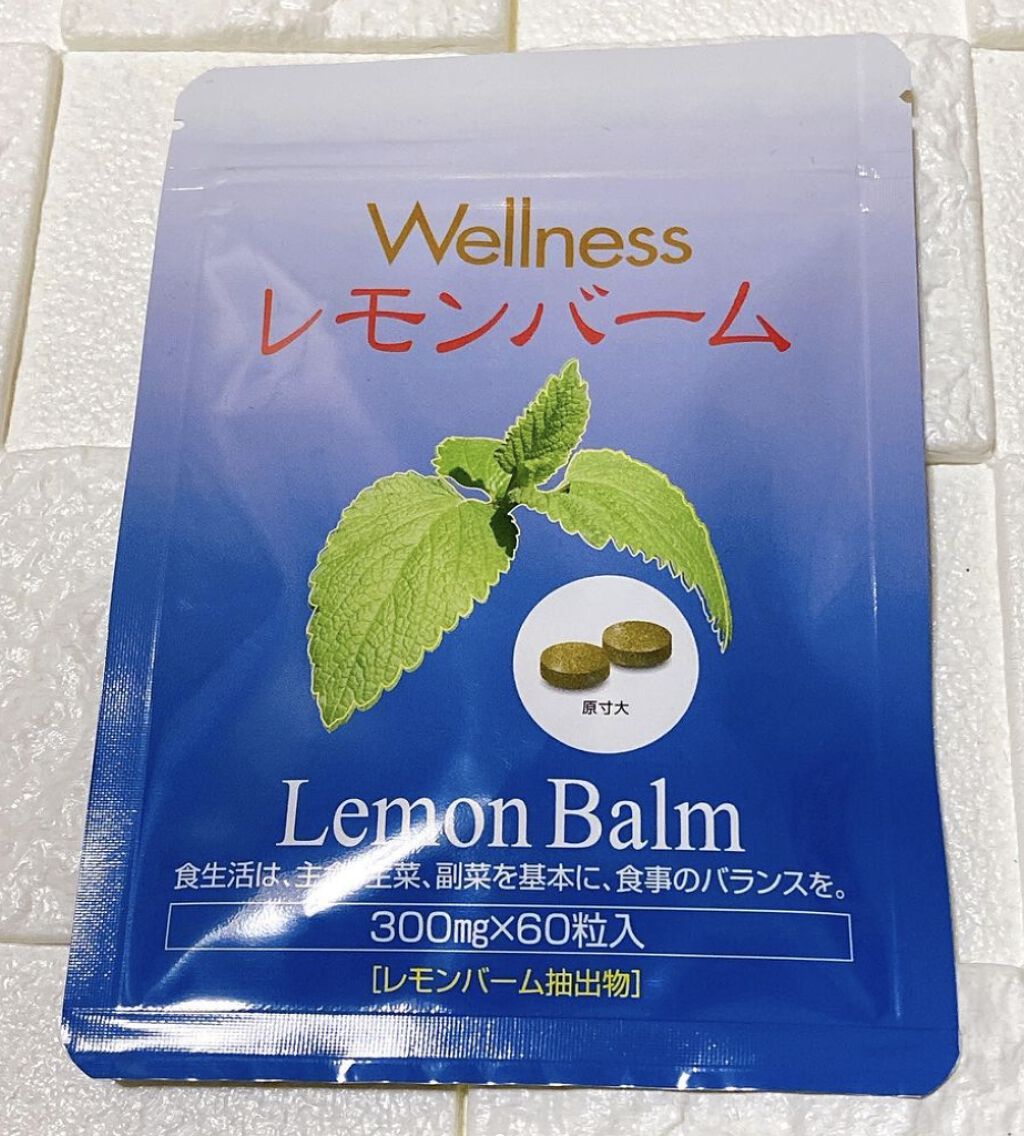 Wellness
レモンバーム
原寸大
Lemon Balm
食生活は、主食、主菜、副菜を基本に、食事のバランスを。
300㎎×60粒入
[レモンバーム抽出物]